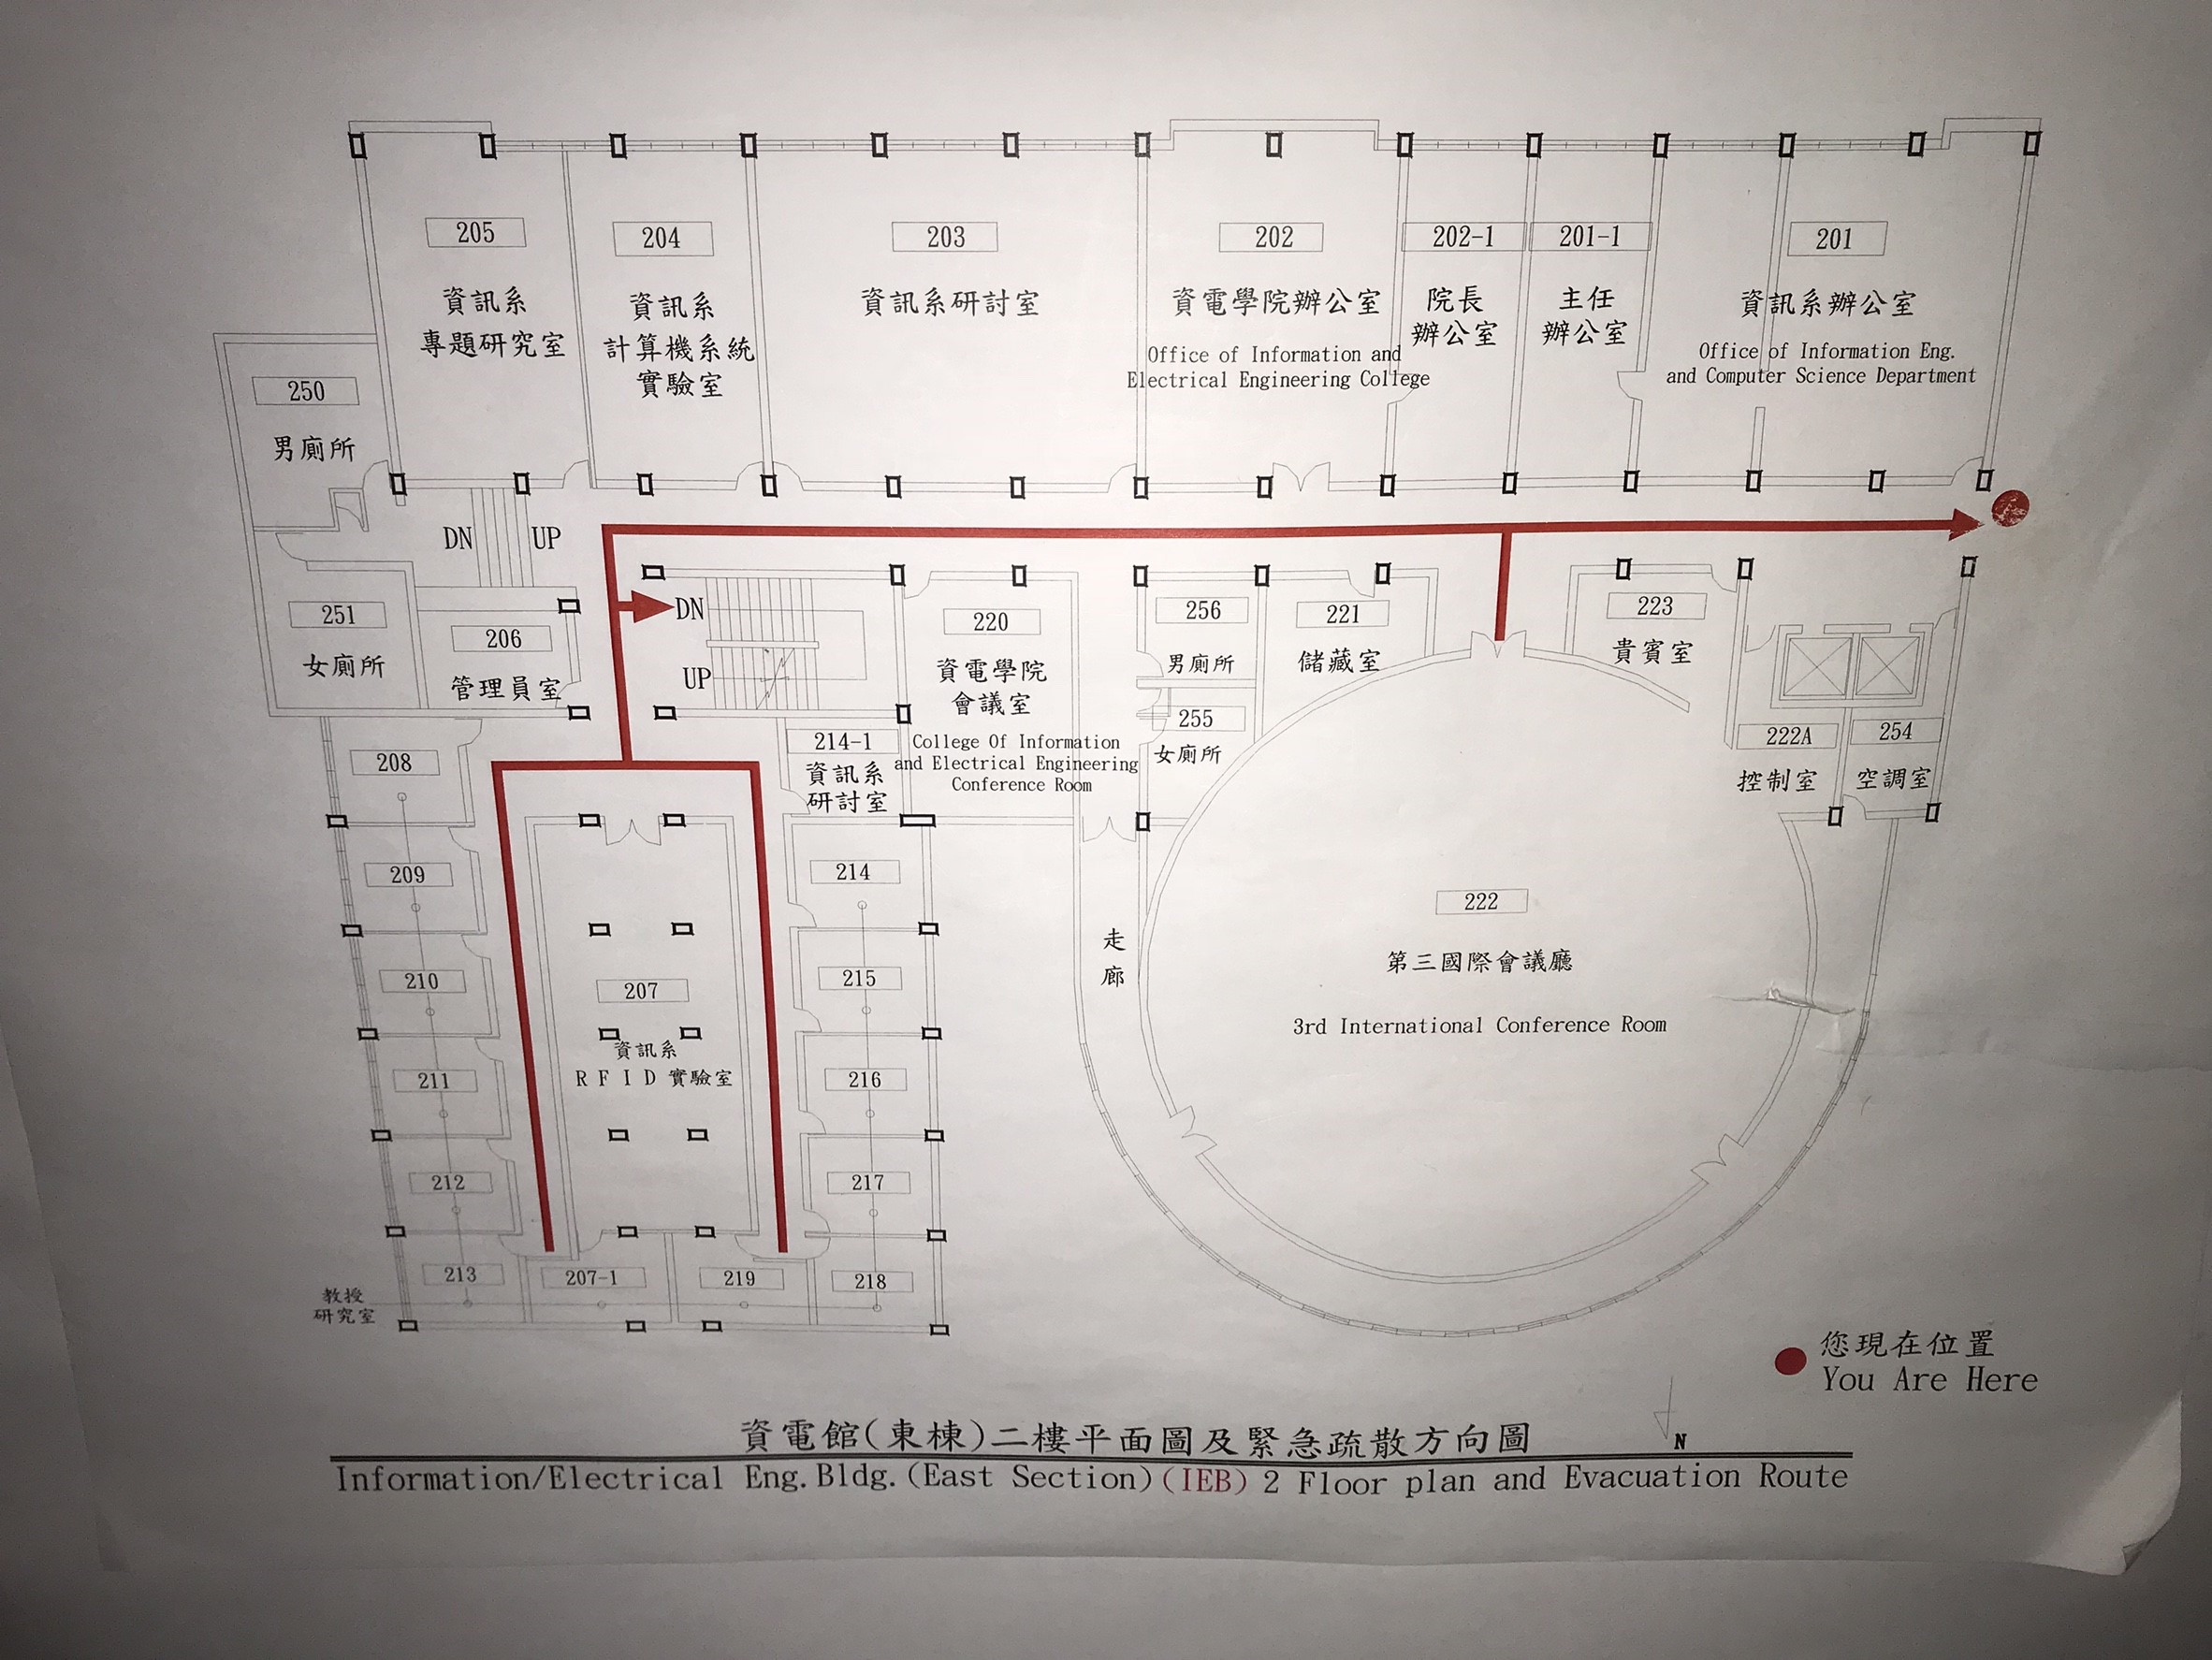 205
資訊系
專題研究室
204
資訊系
計算機系統
實驗室
203
資訊系研討室
202
資電學院辦公室
Office of Information and
Electrical Engineering College
202-1
院長
辦公室
201-1
主任
辦公室
201
資訊系辦公室
Office of Information Eng.
and Computer Science Department
250
男廁所
DN
UP
251
女廁所
206
管理員室
DN
UP
220
資電學院
會議室
College Of Information
and Electrical Engineering
Conference Room
256
男廁所
255
女廁所
221
儲藏室
223
貴賓室
222A
控制室
254
空調室
214-1
資訊系
研討室
208
209
210
211
212
213
207
資訊系
RFID 實驗室
214
215
216
217
218
207-1
219
教授
研究室
走
廊
222
第三國際會議廳
3rd International Conference Room
您現在位置
You Are Here
N
資電館(東棟)二樓平面圖及緊急疏散方向圖
Information/Electrical Eng. Bldg. (East Section) (IEB) 2 Floor plan and Evacuation Route